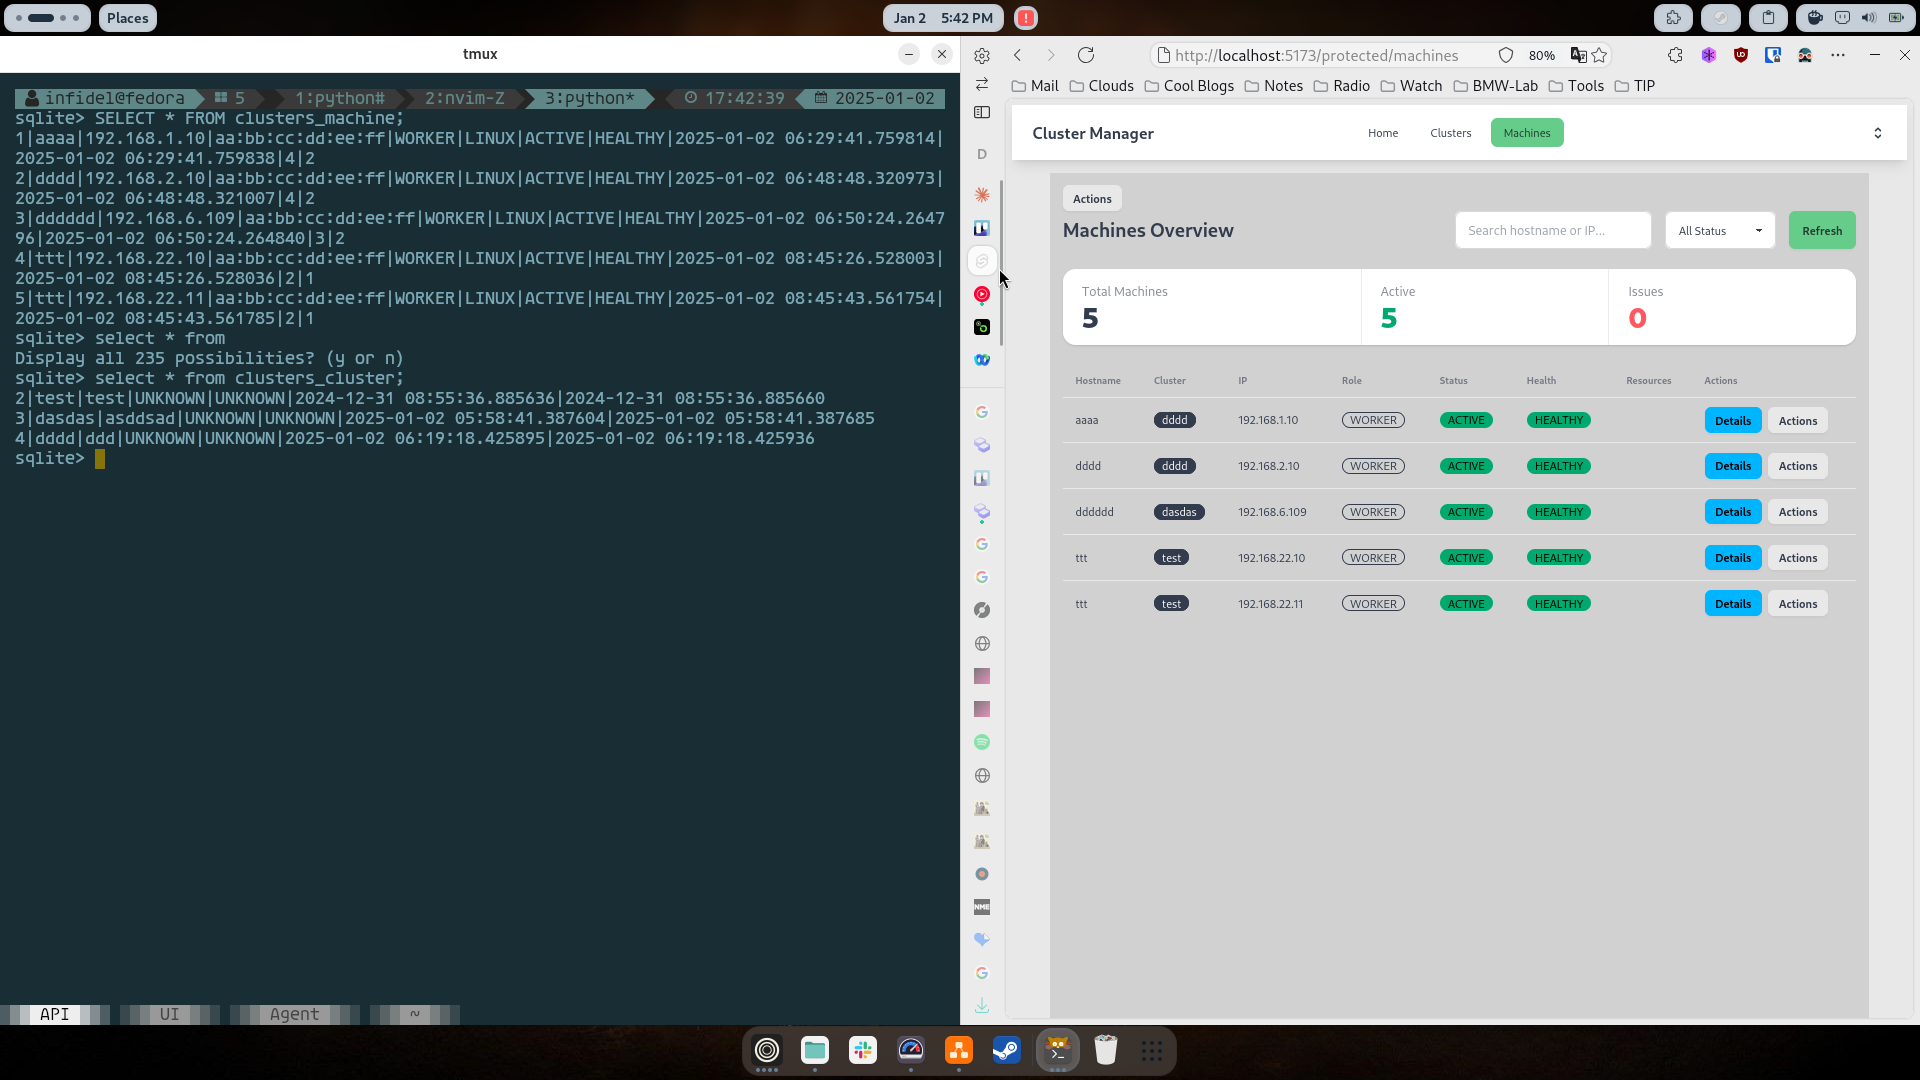 Places
Jan 2 5:42 PM
tmux
infidel@fedora 5 1:python# 2:nvim-Z 3:python* 17:42:39 2025-01-02
sqlite> SELECT * FROM clusters_machine;
1|aaaa|192.168.1.10|aa:bb:cc:dd:ee:ff|WORKER|LINUX|ACTIVE|HEALTHY|2025-01-02 06:29:41.759814|
2025-01-02 06:29:41.759838|4|2
2|dddd|192.168.2.10|aa:bb:cc:dd:ee:ff|WORKER|LINUX|ACTIVE|HEALTHY|2025-01-02 06:48:48.320973|
2025-01-02 06:48:48.321007|4|2
3|dddddd|192.168.6.109|aa:bb:cc:dd:ee:ff|WORKER|LINUX|ACTIVE|HEALTHY|2025-01-02 06:50:24.2647
96|2025-01-02 06:50:24.264840|3|2
4|ttt|192.168.22.10|aa:bb:cc:dd:ee:ff|WORKER|LINUX|ACTIVE|HEALTHY|2025-01-02 08:45:26.528003|
2025-01-02 08:45:26.528036|2|1
5|ttt|192.168.22.11|aa:bb:cc:dd:ee:ff|WORKER|LINUX|ACTIVE|HEALTHY|2025-01-02 08:45:43.561754|
2025-01-02 08:45:43.561785|2|1
sqlite> select * from
Display all 235 possibilities? (y or n)
sqlite> select * from clusters_cluster;
2|test|test|UNKNOWN|UNKNOWN|2024-12-31 08:55:36.885636|2024-12-31 08:55:36.885660
3|dasdas|asddsad|UNKNOWN|UNKNOWN|2025-01-02 05:58:41.387604|2025-01-02 05:58:41.387685
4|dddd|ddd|UNKNOWN|UNKNOWN|2025-01-02 06:19:18.425895|2025-01-02 06:19:18.425936
sqlite>
API UI Agent ~
http://localhost:5173/protected/machines 80%
Mail Clouds Cool Blogs Notes Radio Watch BMW-Lab Tools TIP
D
NME
Cluster Manager Home Clusters Machines
Actions
Machines Overview Search hostname or IP... All Status Refresh
Total Machines Active Issues
5 5 0
Hostname Cluster IP Role Status Health Resources Actions
aaaa dddd 192.168.1.10 WORKER ACTIVE HEALTHY Details Actions
dddd dddd 192.168.2.10 WORKER ACTIVE HEALTHY Details Actions
dddddd dasdas 192.168.6.109 WORKER ACTIVE HEALTHY Details Actions
ttt test 192.168.22.10 WORKER ACTIVE HEALTHY Details Actions
ttt test 192.168.22.11 WORKER ACTIVE HEALTHY Details Actions